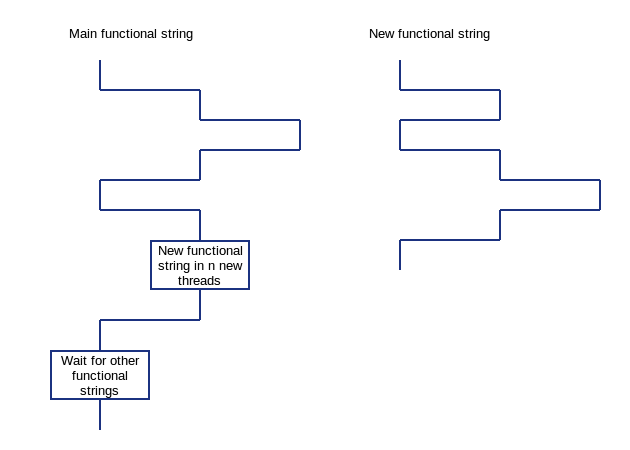 Main functional string
New functional string
New functional
string in n new
threads
Wait for other
functional
strings